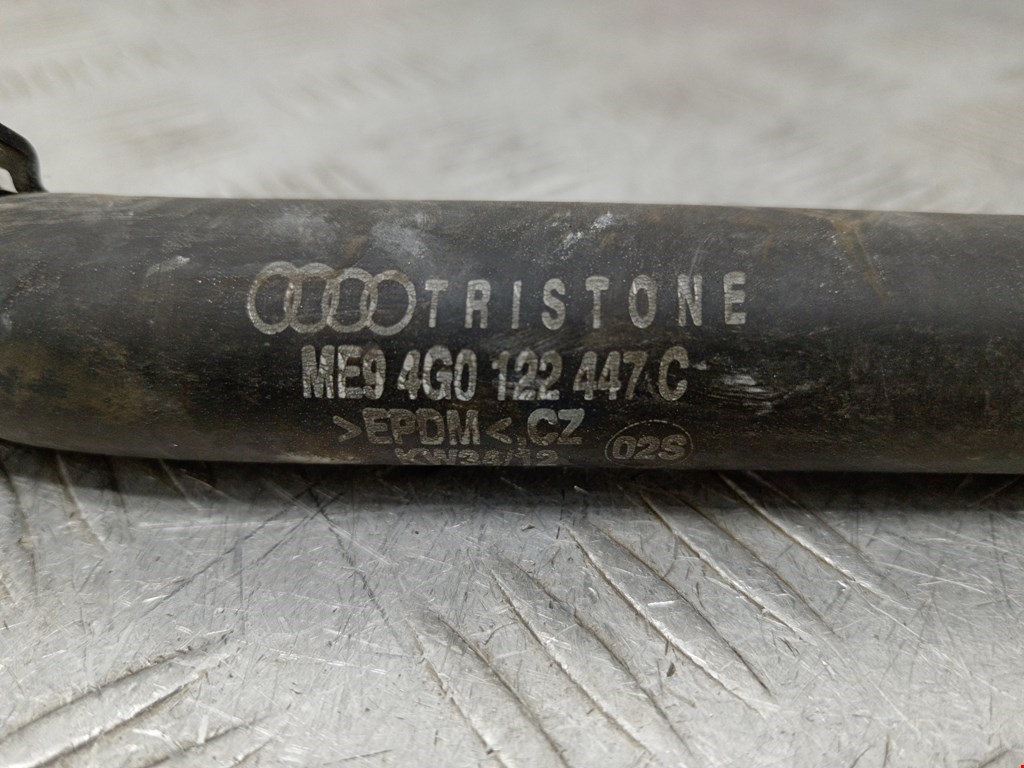 TRISTONE
ME9 4G0 122 447 C
>EPDM<,CZ
02S